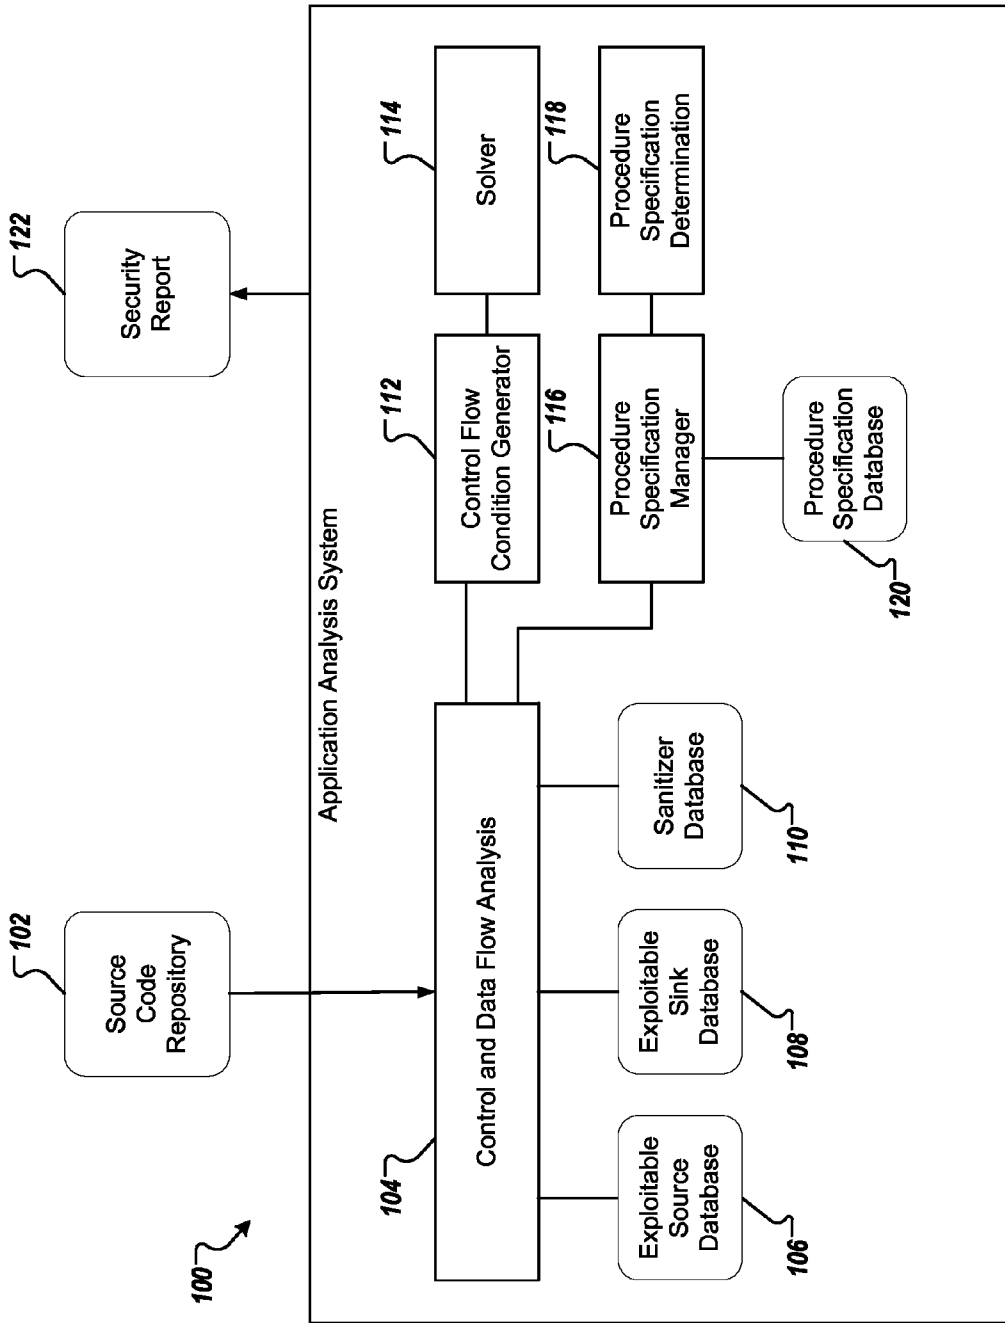 100
102
Source
Code
Repository
122
Security
Report
Application Analysis System
104
Control and Data Flow Analysis
112
Control Flow
Condition Generator
114
Solver
116
Procedure
Specification
Manager
118
Procedure
Specification
Determination
Exploitable
Source
Database
106
Exploitable
Sink
Database
108
Sanitizer
Database
110
Procedure
Specification
Database
120